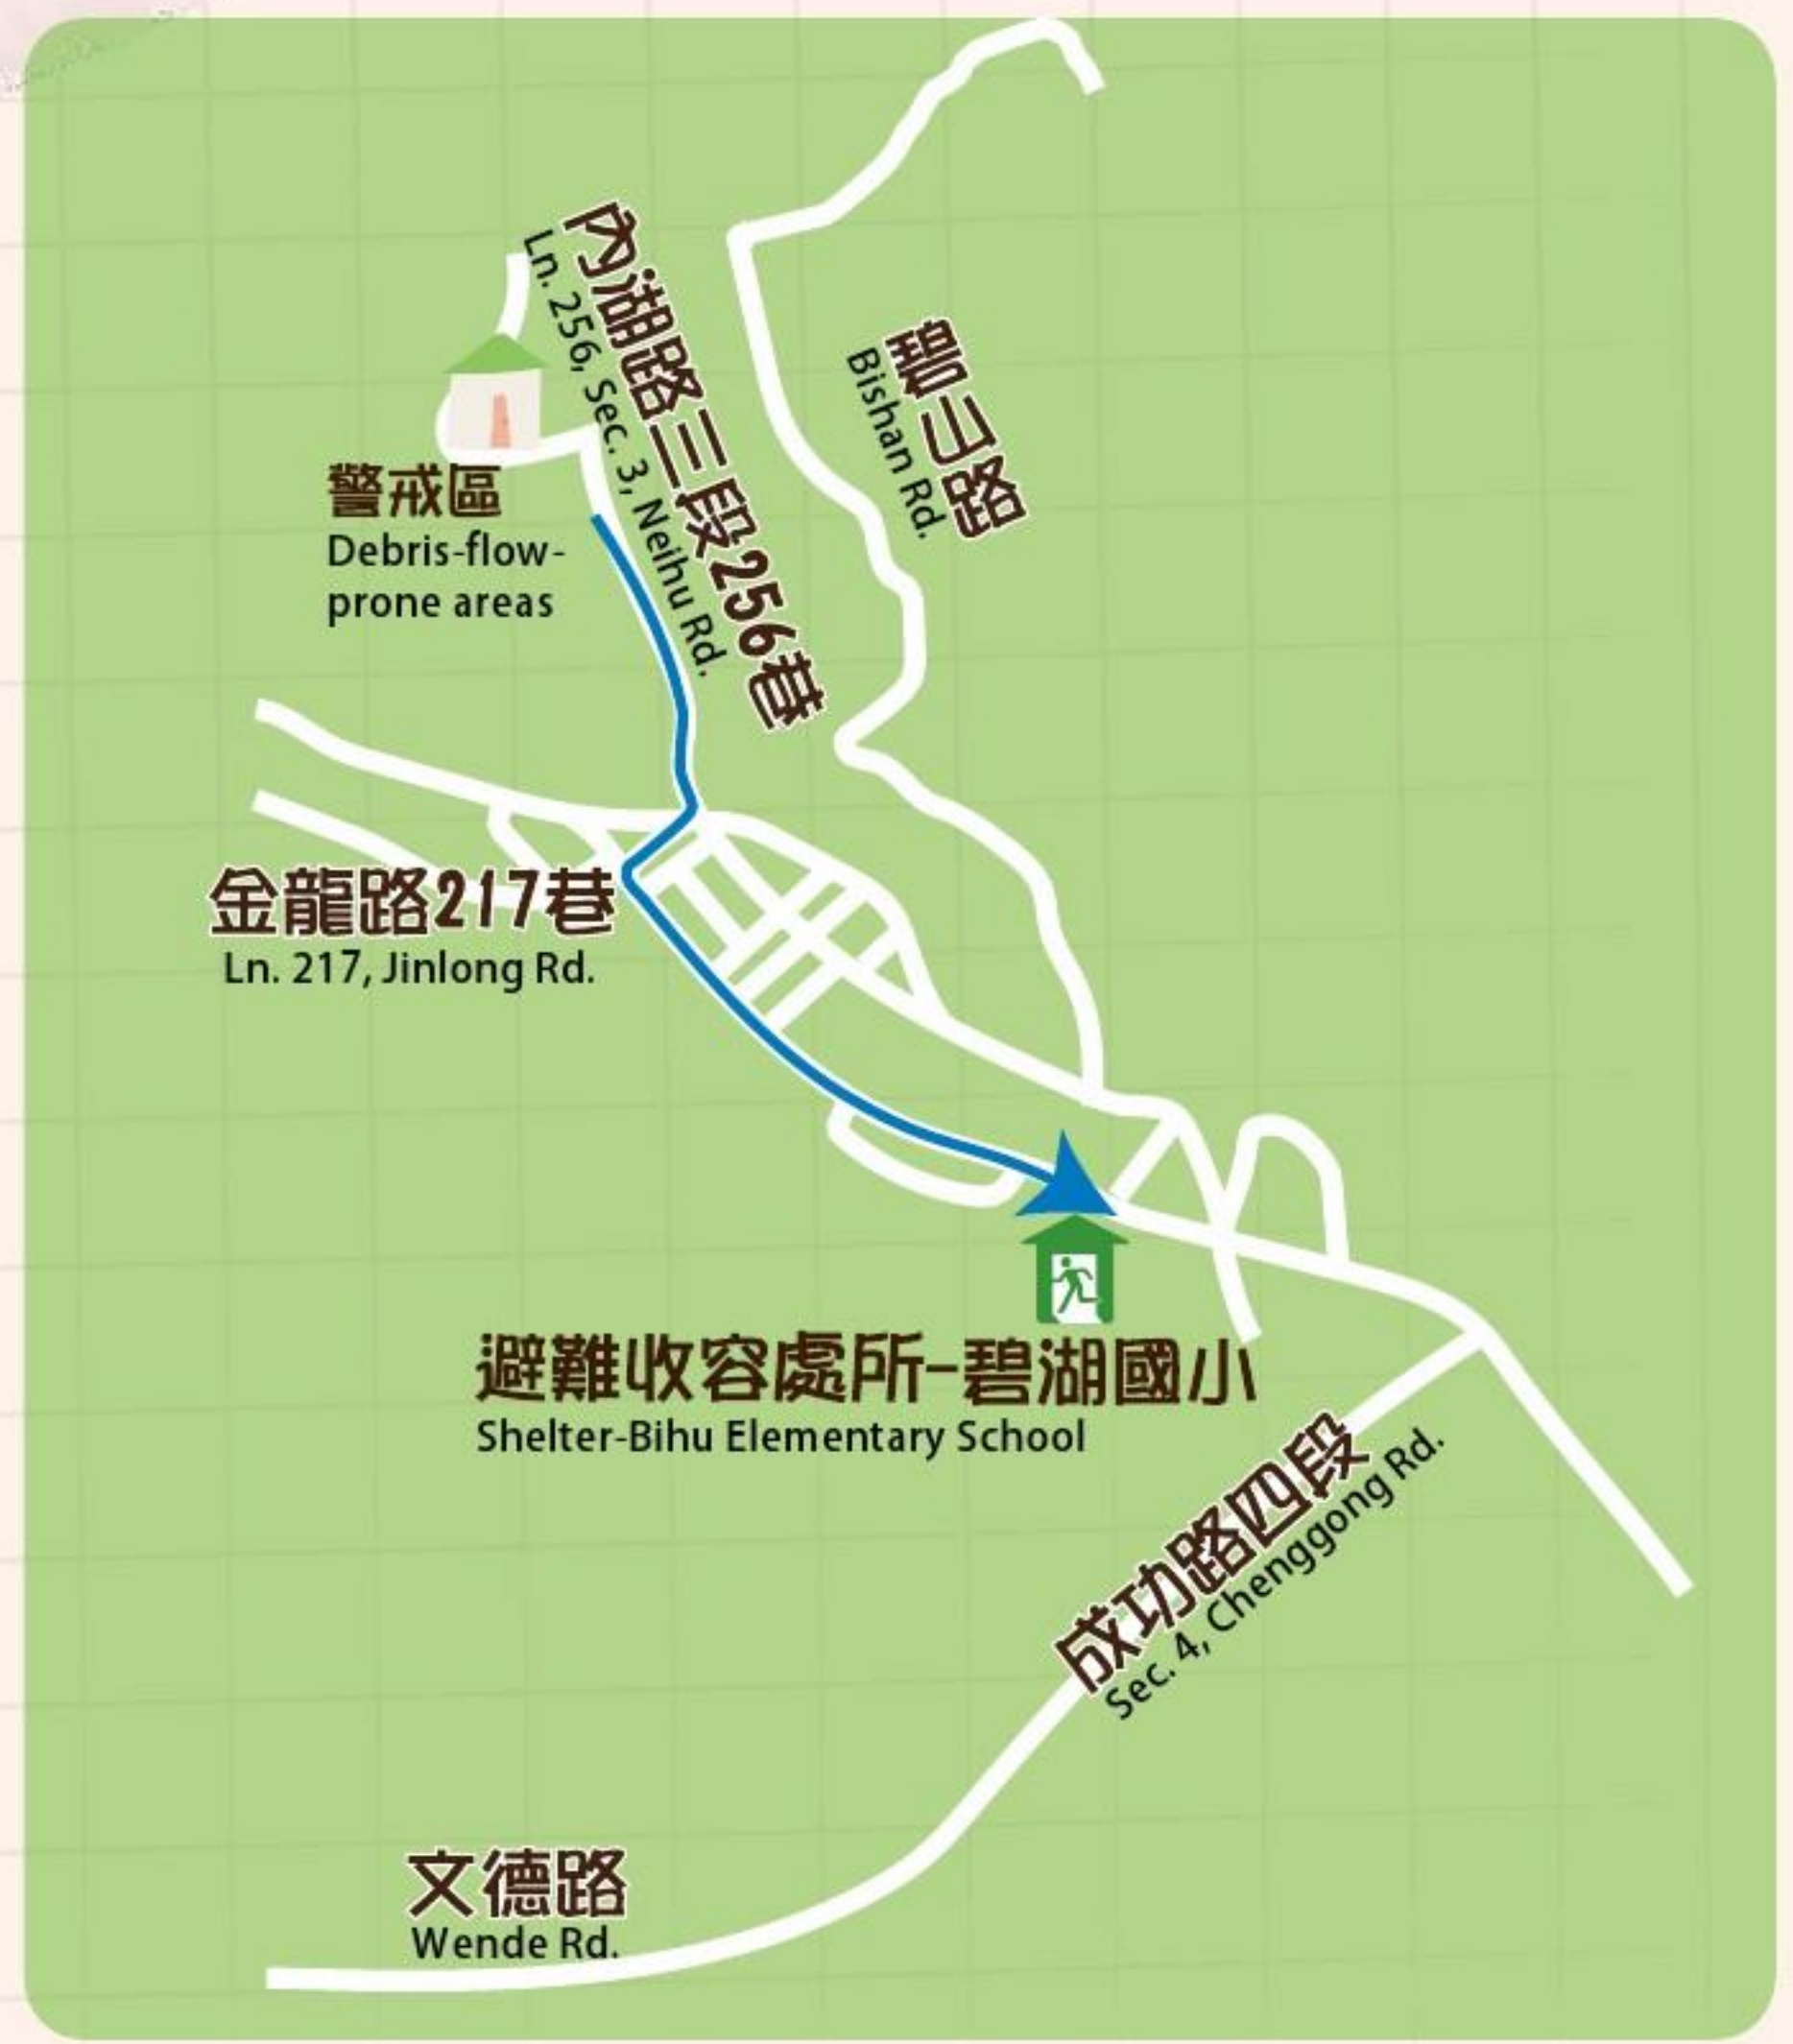 內湖路三段256巷
Ln. 256, Sec. 3, Neihu Rd.
碧山路
Bishan Rd.
警戒區
Debris-flow-
prone areas
金龍路217巷
Ln. 217, Jinlong Rd.
避難收容處所-碧湖國小
Shelter-Bihu Elementary School
成功路四段
Sec. 4, Chenggong Rd.
文德路
Wende Rd.